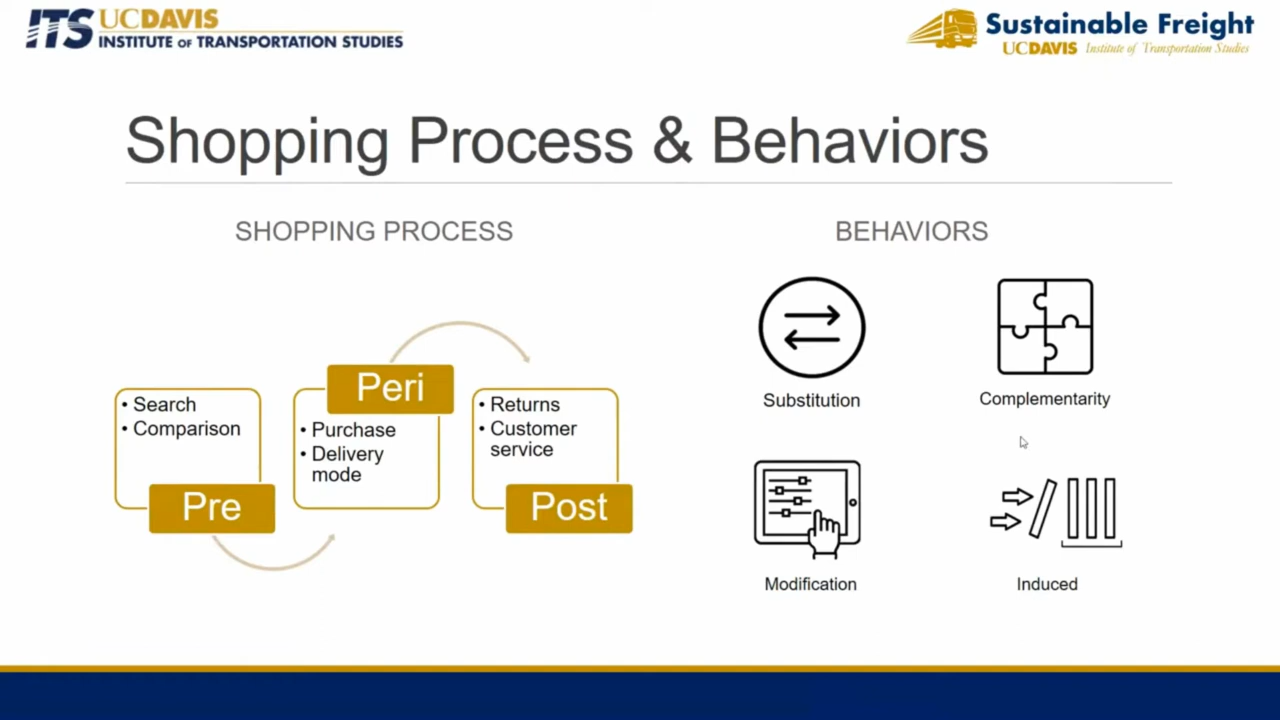 ITS UCDAVIS
INSTITUTE OF TRANSPORTATION STUDIES
Sustainable Freight
UCDAVIS Institute of Transportation Studies
Shopping Process & Behaviors
SHOPPING PROCESS
• Search
• Comparison
Pre
Peri
• Purchase
• Delivery
mode
• Returns
• Customer
service
Post
BEHAVIORS
Substitution
Complementarity
Modification
Induced